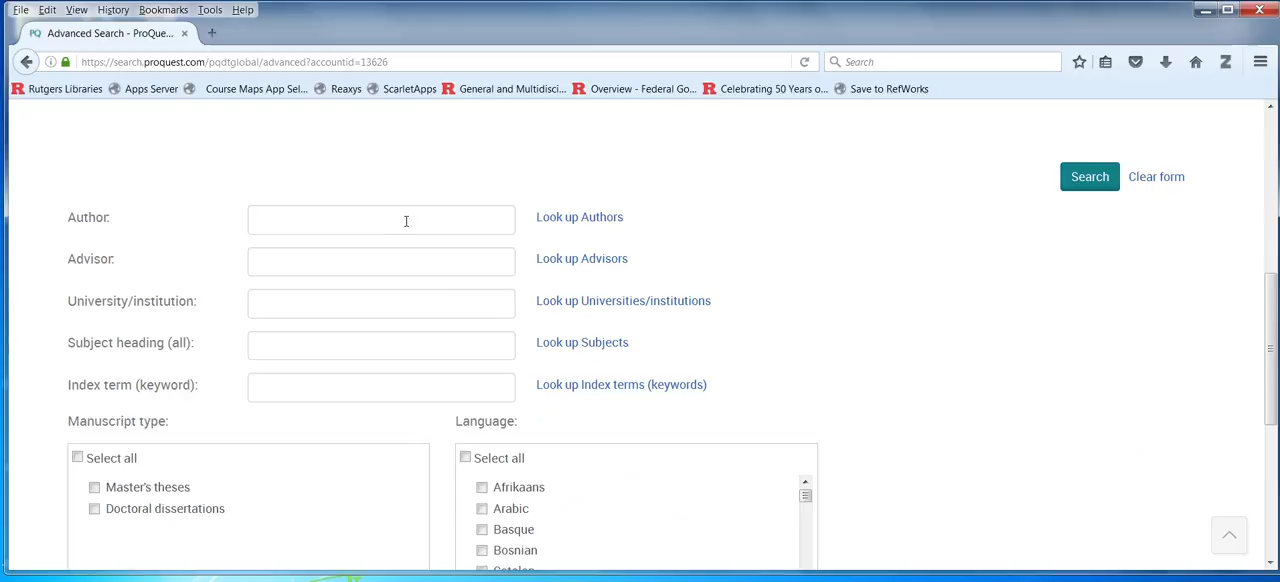 File Edit View History Bookmarks Tools Help
PQ Advanced Search - ProQue...
https://search.proquest.com/pqdtglobal/advanced?accountid=13626
Search
Rutgers Libraries Apps Server Course Maps App Sel... Reaxys ScarletApps General and Multidisci... Overview - Federal Go... Celebrating 50 Years o... Save to RefWorks
Search Clear form
Author: Look up Authors
Advisor: Look up Advisors
University/institution: Look up Universities/institutions
Subject heading (all): Look up Subjects
Index term (keyword): Look up Index terms (keywords)
Manuscript type: Language:
Select all Select all
Master's theses Afrikaans
Doctoral dissertations Arabic
Basque
Bosnian